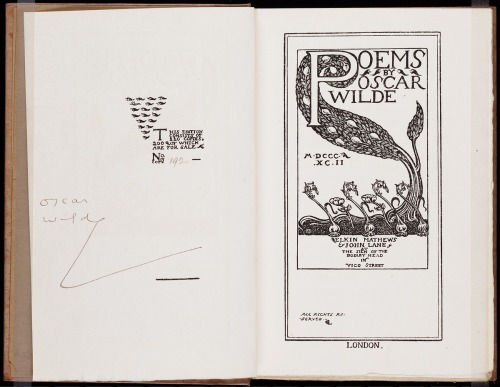 THIS EDITION
CONSISTS OF
220 COPIES,
200 OF WHICH
ARE FOR SALE
No. 192 —
Oscar
Wilde
POEMS
BY
OSCAR
WILDE
M·DCCC
·XC·II
ELKIN MATHEWS
& JOHN LANE
AT
THE SIGN OF THE
BODLEY HEAD
IN
VIGO STREET
ALL RIGHTS RE-
SERVED
LONDON.